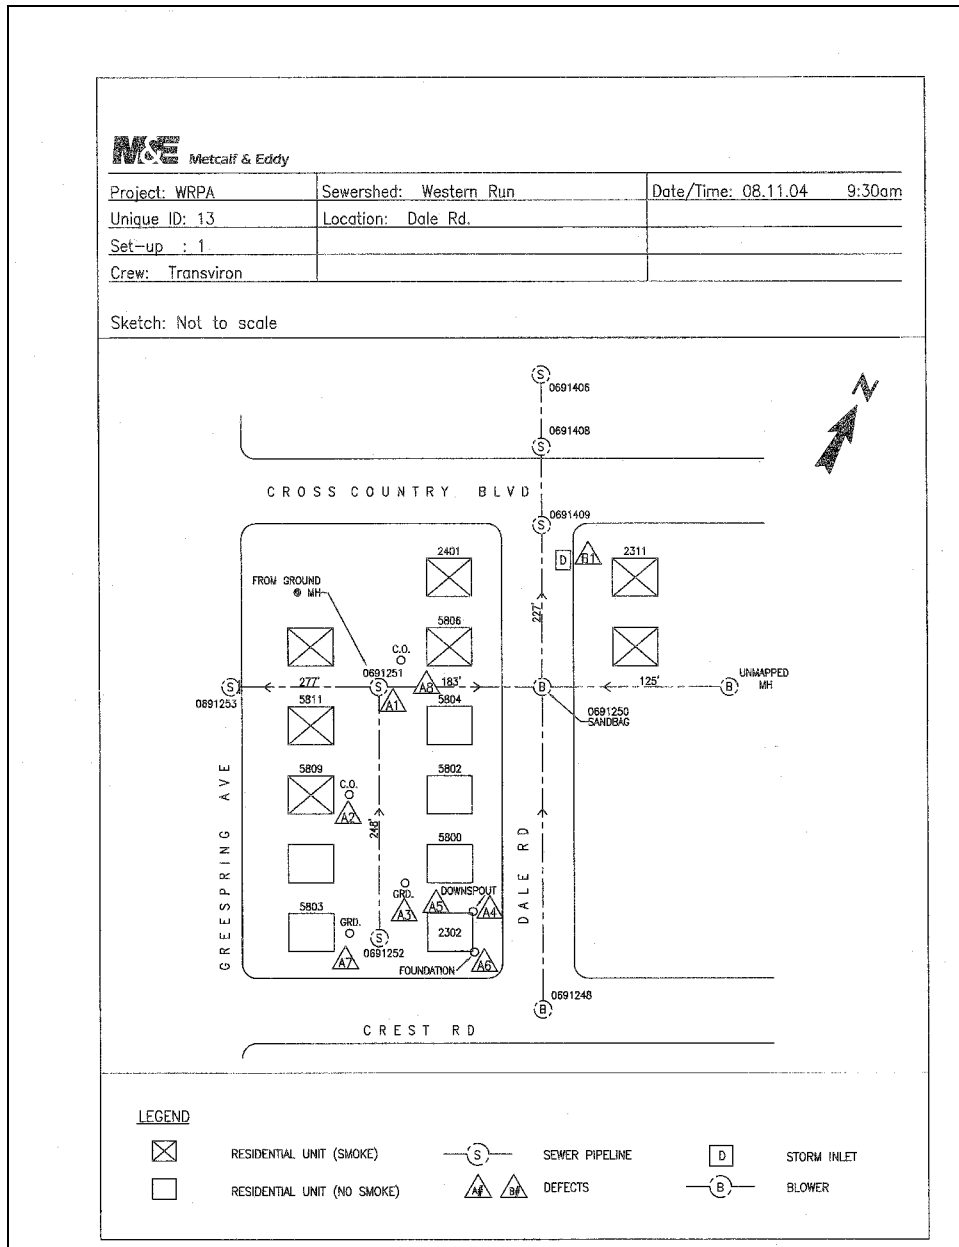 M&E Metcalf & Eddy
Project: WRPA Sewershed: Western Run Date/Time: 08.11.04 9:30am
Unique ID: 13 Location: Dale Rd.
Set-up : 1
Crew: Transviron
Sketch: Not to scale
N
S 0691406
S 0691408
CROSS COUNTRY BLVD
S 0691409
2401
D B1 2311
FROM GROUND
MH
5806
C.O.
227'
0691251
S 277' S A8 183' B 125' B UNMAPPED
MH
0691253
A1
0691250
SANDBAG
5811 5804
5809 5802
C.O.
A2
248'
GREESPRING AVE
DALE RD
5800
GRD.
A3
DOWNSPOUT
A5 A4
5803
GRD.
A7
S 0691252
2302
FOUNDATION
A6
0691248
B
CREST RD
LEGEND
RESIDENTIAL UNIT (SMOKE) S SEWER PIPELINE D STORM INLET
RESIDENTIAL UNIT (NO SMOKE) A# B# DEFECTS B BLOWER